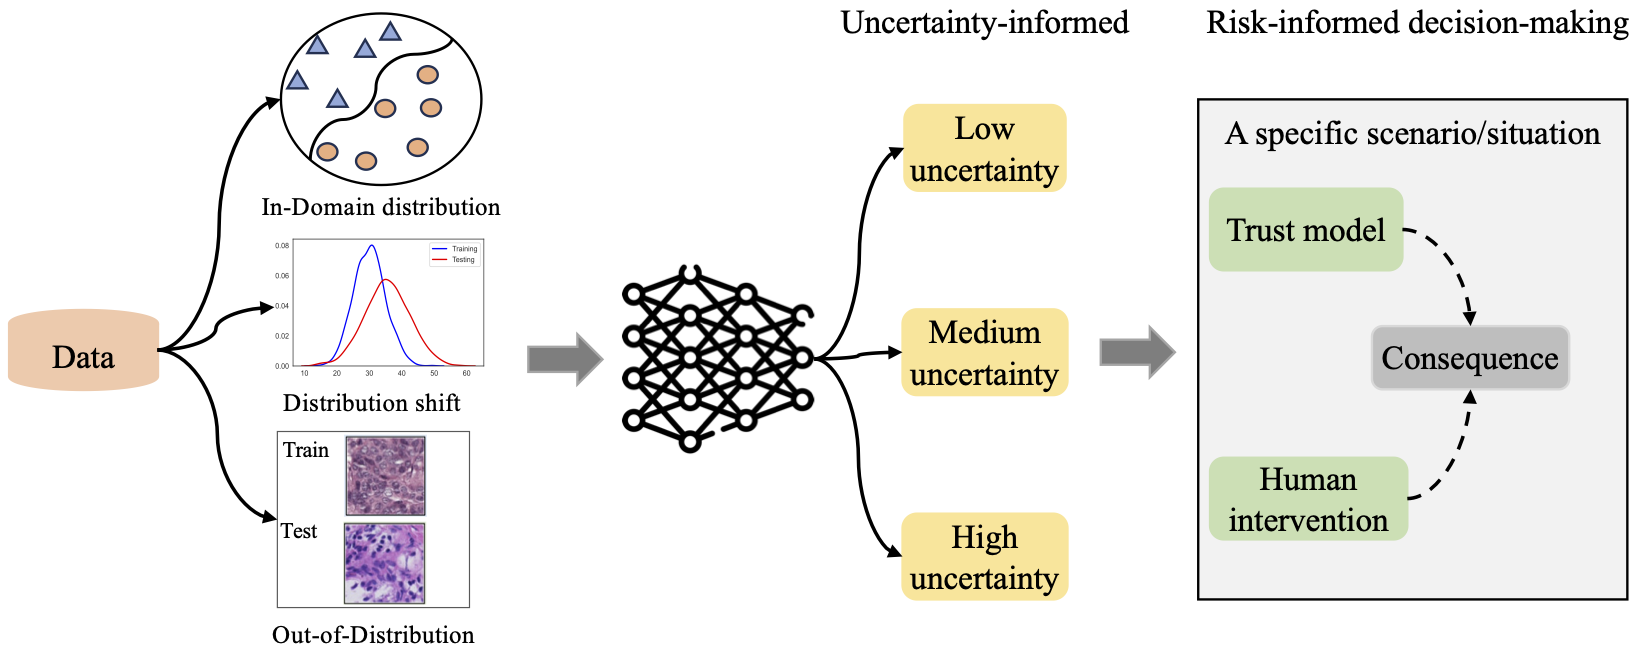 Uncertainty-informed
Risk-informed decision-making
Data
In-Domain distribution
0.08
0.06
0.04
0.02
0.00
10
20
30
40
50
60
Training
Testing
Distribution shift
Train
Test
Out-of-Distribution
Low
uncertainty
Medium
uncertainty
High
uncertainty
A specific scenario/situation
Trust model
Consequence
Human
intervention